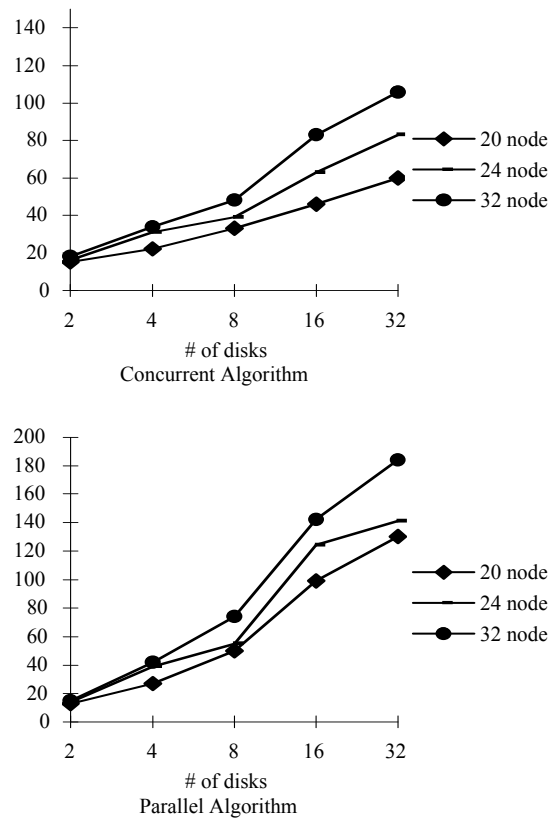 140
120
100
80
60
40
20
0
2 4 8 16 32
# of disks
Concurrent Algorithm
20 node
24 node
32 node
200
180
160
140
120
100
80
60
40
20
0
2 4 8 16 32
# of disks
Parallel Algorithm
20 node
24 node
32 node